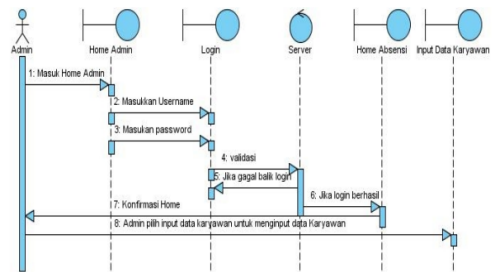 Admin
Home Admin
Login
Server
Home Absensi
Input Data Karyawan
1: Masuk Home Admin
2: Masukkan Username
3: Masukan password
4: validasi
5: Jika gagal balik login
6: Jika login berhasil
7: Konfirmasi Home
8: Admin pilih input data karyawan untuk menginput data Karyawan